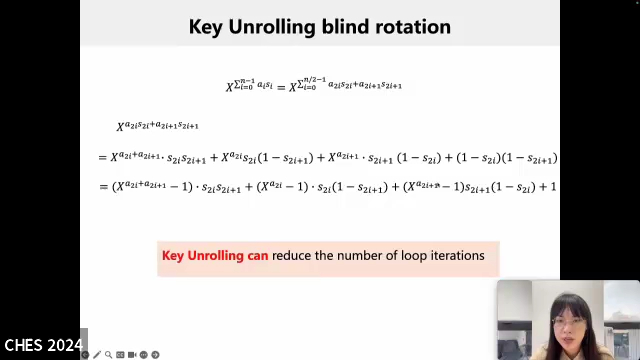 Key Unrolling blind rotation
X^{\sum_{i=0}^{n-1} a_i s_i} = X^{\sum_{i=0}^{n/2-1} a_{2i}s_{2i}+a_{2i+1}s_{2i+1}}
X^{a_{2i}s_{2i}+a_{2i+1}s_{2i+1}}
= X^{a_{2i}+a_{2i+1}} · s_{2i}s_{2i+1} + X^{a_{2i}}s_{2i}(1 − s_{2i+1}) + X^{a_{2i+1}} · s_{2i+1} (1 − s_{2i}) + (1 − s_{2i})(1 − s_{2i+1})
= (X^{a_{2i}+a_{2i+1}} − 1) · s_{2i}s_{2i+1} + (X^{a_{2i}} − 1) · s_{2i}(1 − s_{2i+1}) + (X^{a_{2i+1}} − 1)s_{2i+1}(1 − s_{2i}) + 1
Key Unrolling can reduce the number of loop iterations
CHES 2024